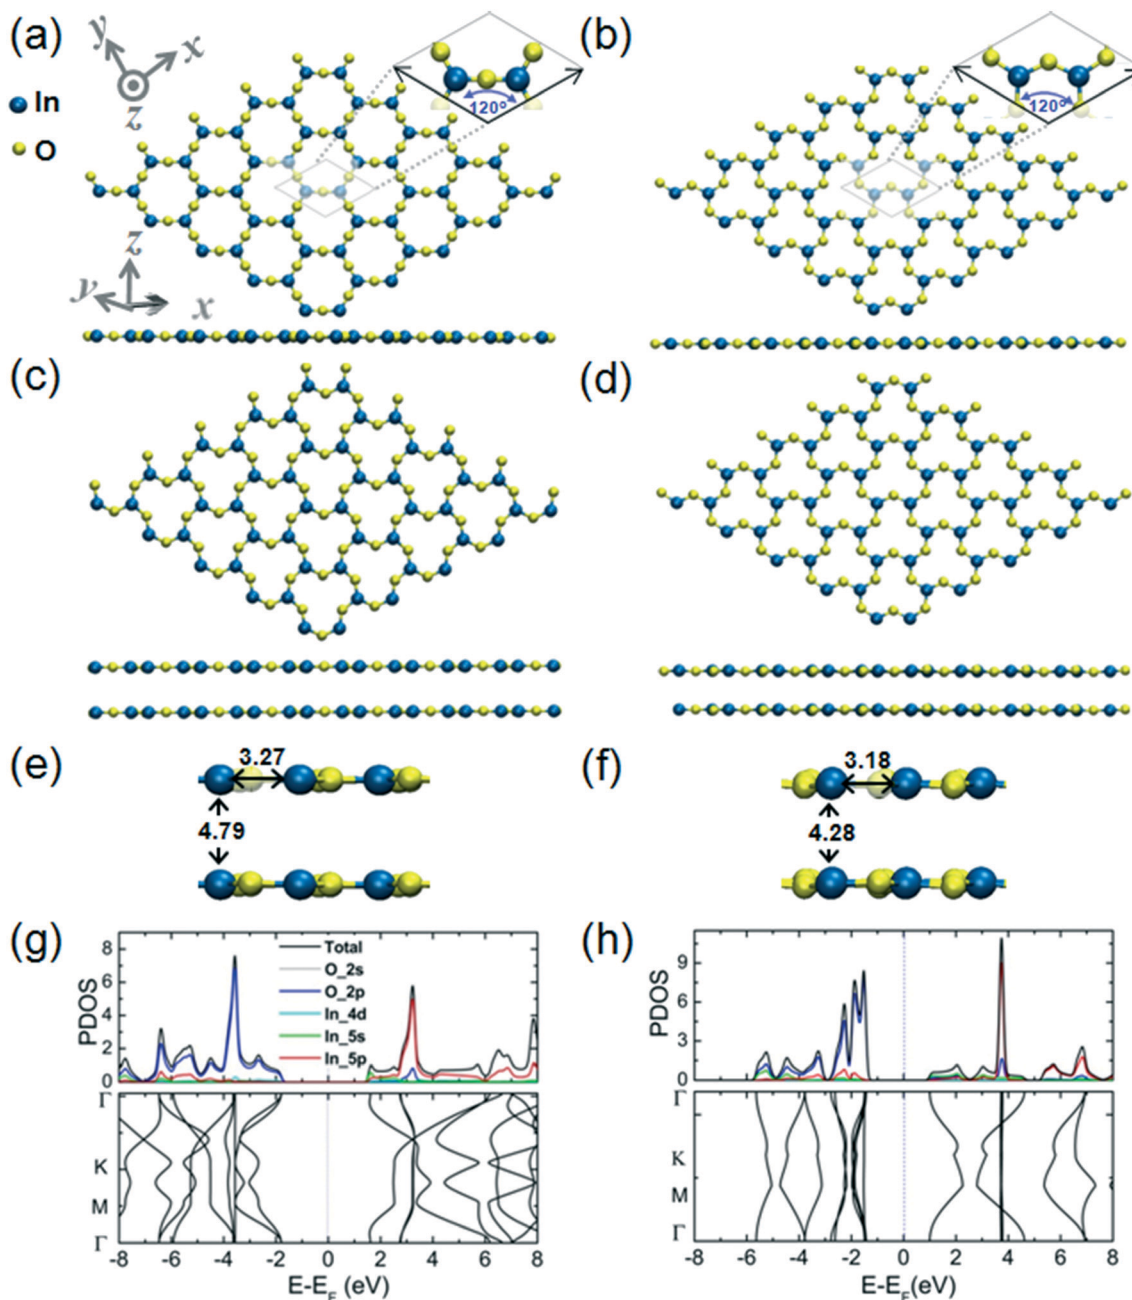 (a)
y x
z
In
O
120°
(b)
120°
z
y x
(c)
(d)
(e)
3.27
4.79
(f)
3.18
4.28
(g)
PDOS
8
6
4
2
0
Total
O_2s
O_2p
In_4d
In_5s
In_5p
Γ
K
M
Γ
-8 -6 -4 -2 0 2 4 6 8
E-E_F (eV)
(h)
PDOS
9
6
3
0
Γ
K
M
Γ
-8 -6 -4 -2 0 2 4 6 8
E-E_F(eV)